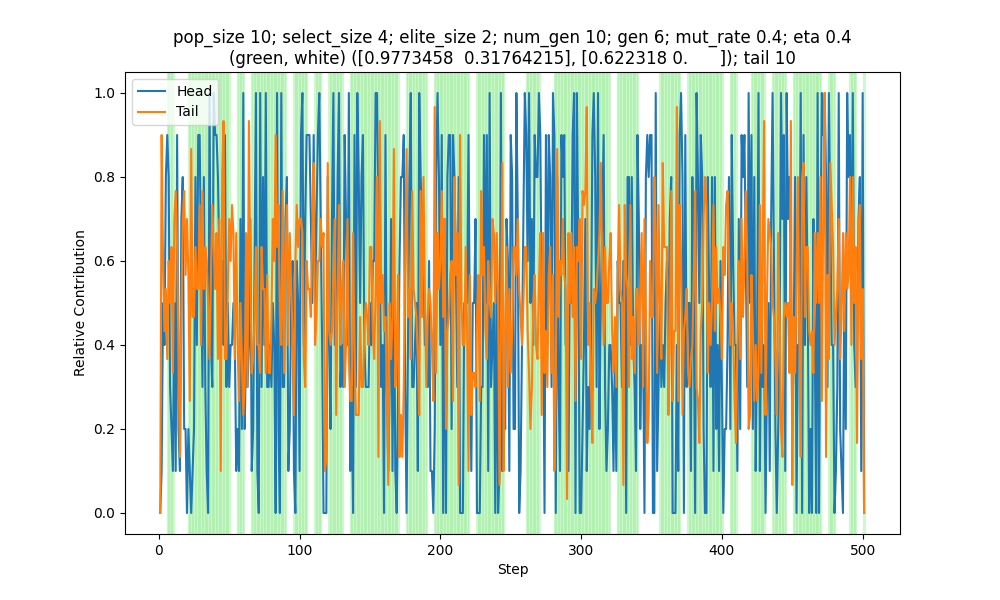 pop_size 10; select_size 4; elite_size 2; num_gen 10; gen 6; mut_rate 0.4; eta 0.4
(green, white) ([0.9773458  0.31764215], [0.622318 0.      ]); tail 10
Head
Tail
1.0
0.8
0.6
0.4
0.2
0.0
Relative Contribution
0
100
200
300
400
500
Step